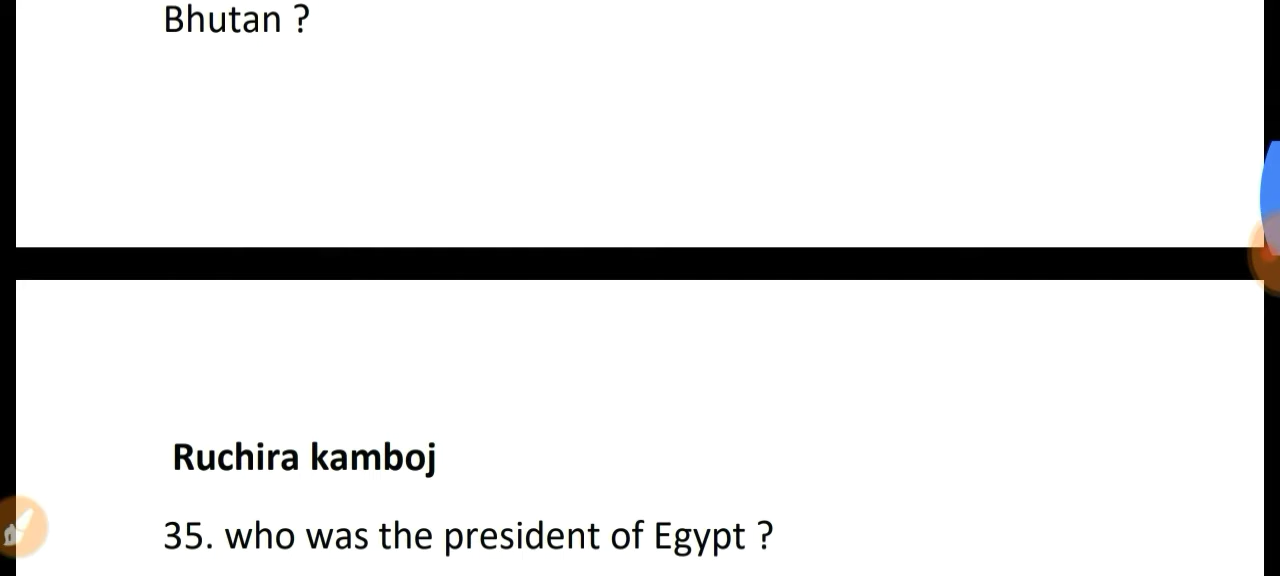 Bhutan ?
Ruchira kamboj
35. who was the president of Egypt ?